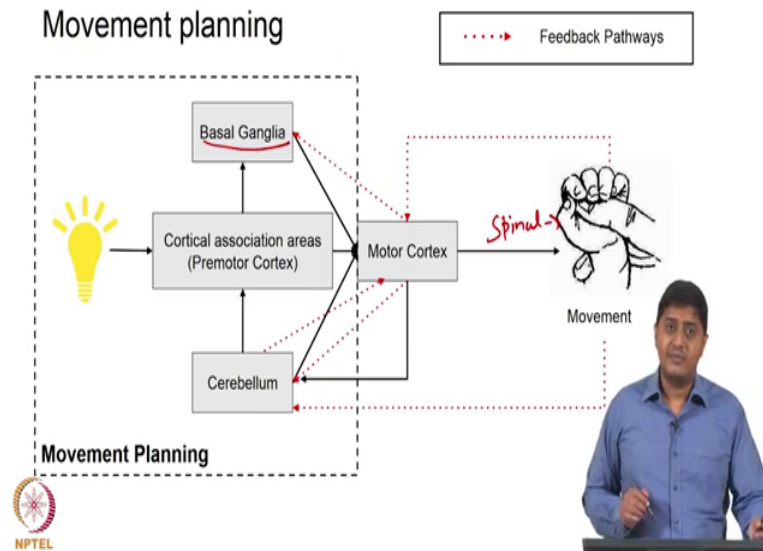 Movement planning
Feedback Pathways
Basal Ganglia
Cortical association areas
(Premotor Cortex)
Motor Cortex
Spinal
Movement
Cerebellum
Movement Planning
NPTEL